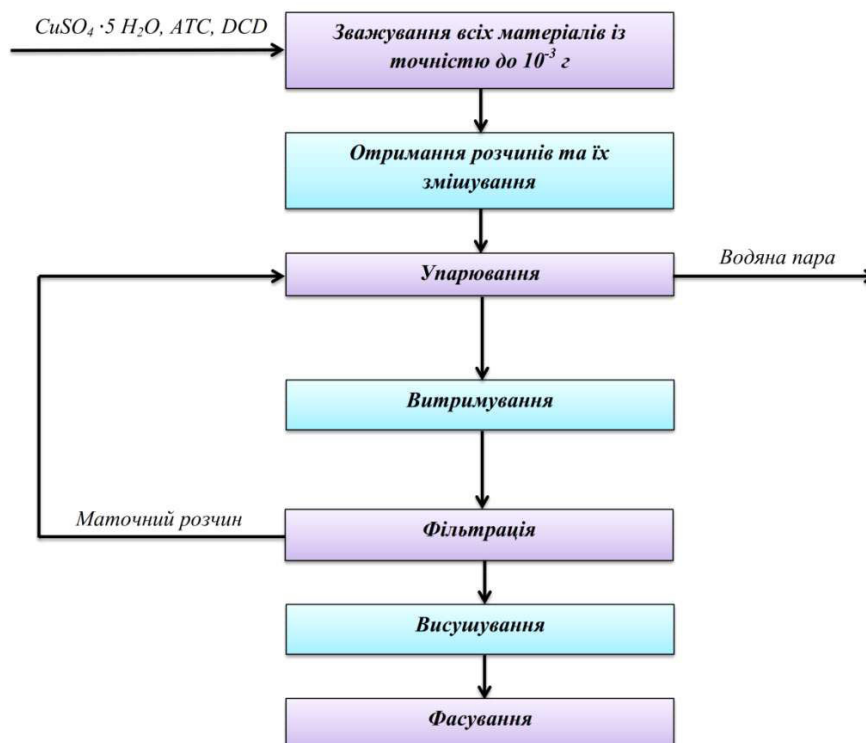 CuSO₄ ·5 H₂O, АТС, DCD
Зважування всіх матеріалів із
точністю до 10⁻³ г
Отримання розчинів та їх
змішування
Упарювання
Водяна пара
Витримування
Маточний розчин
Фільтрація
Висушування
Фасування